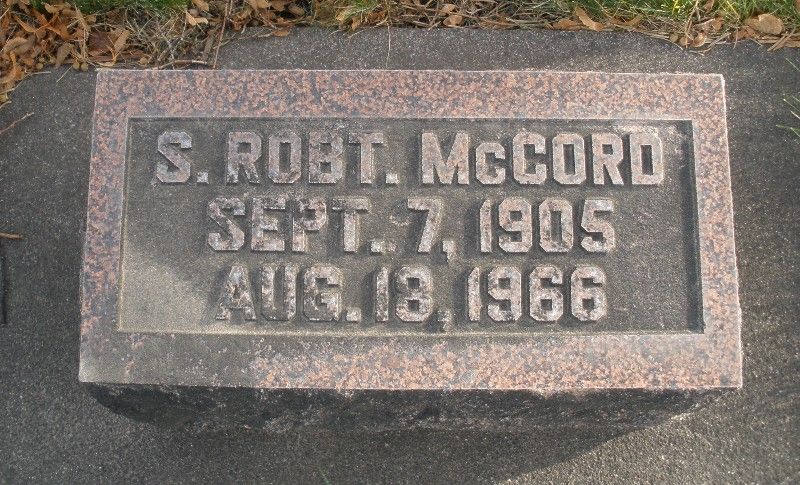 S. ROBT. McCORD
SEPT. 7, 1905
AUG. 18, 1966